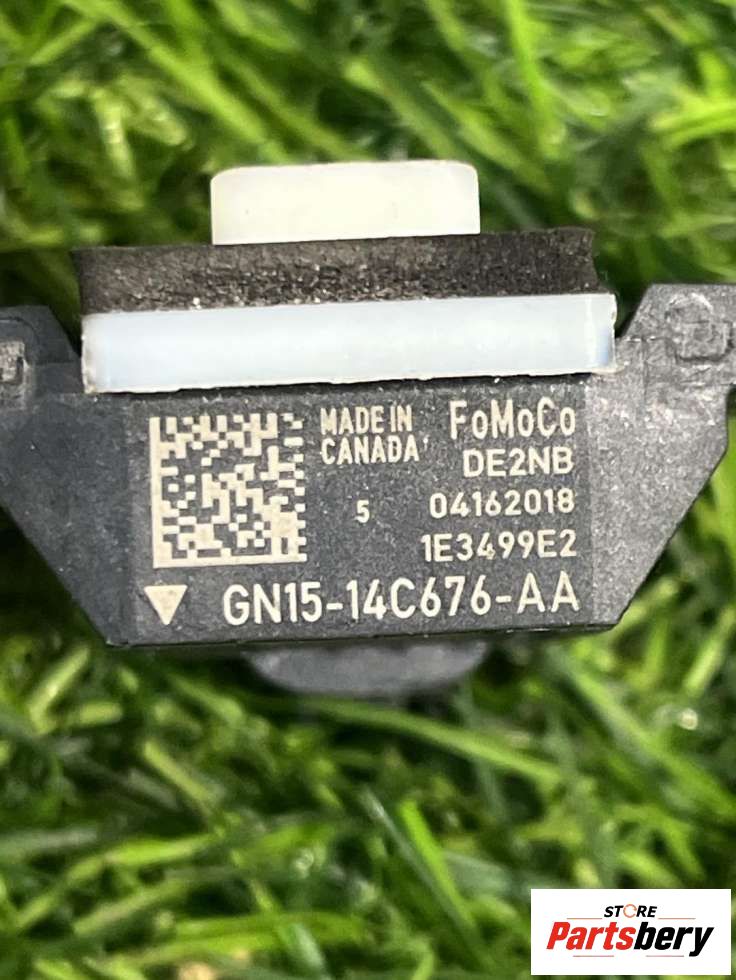 MADE IN
CANADA
FoMoCo
DE2NB
5
04162018
1E3499E2
GN15-14C676-AA
STORE
Partsbery